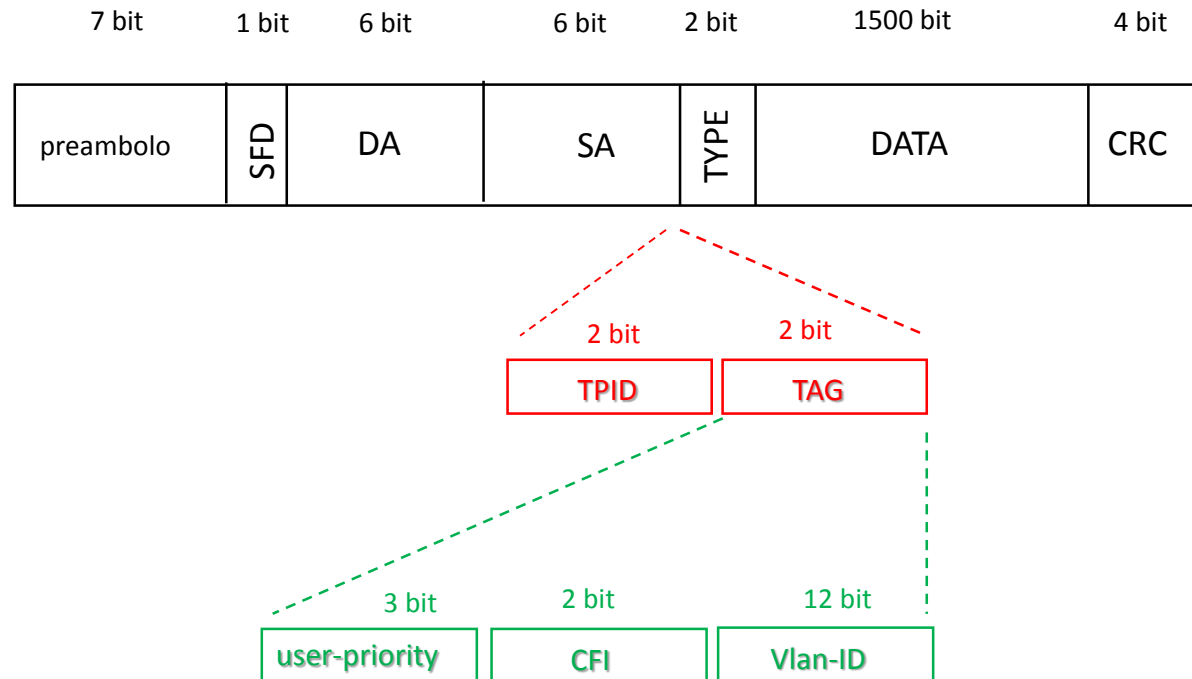 7 bit 1 bit 6 bit 6 bit 2 bit 1500 bit 4 bit
preambolo SFD DA SA TYPE DATA CRC
2 bit 2 bit
TPID TAG
3 bit 2 bit 12 bit
user-priority CFI Vlan-ID